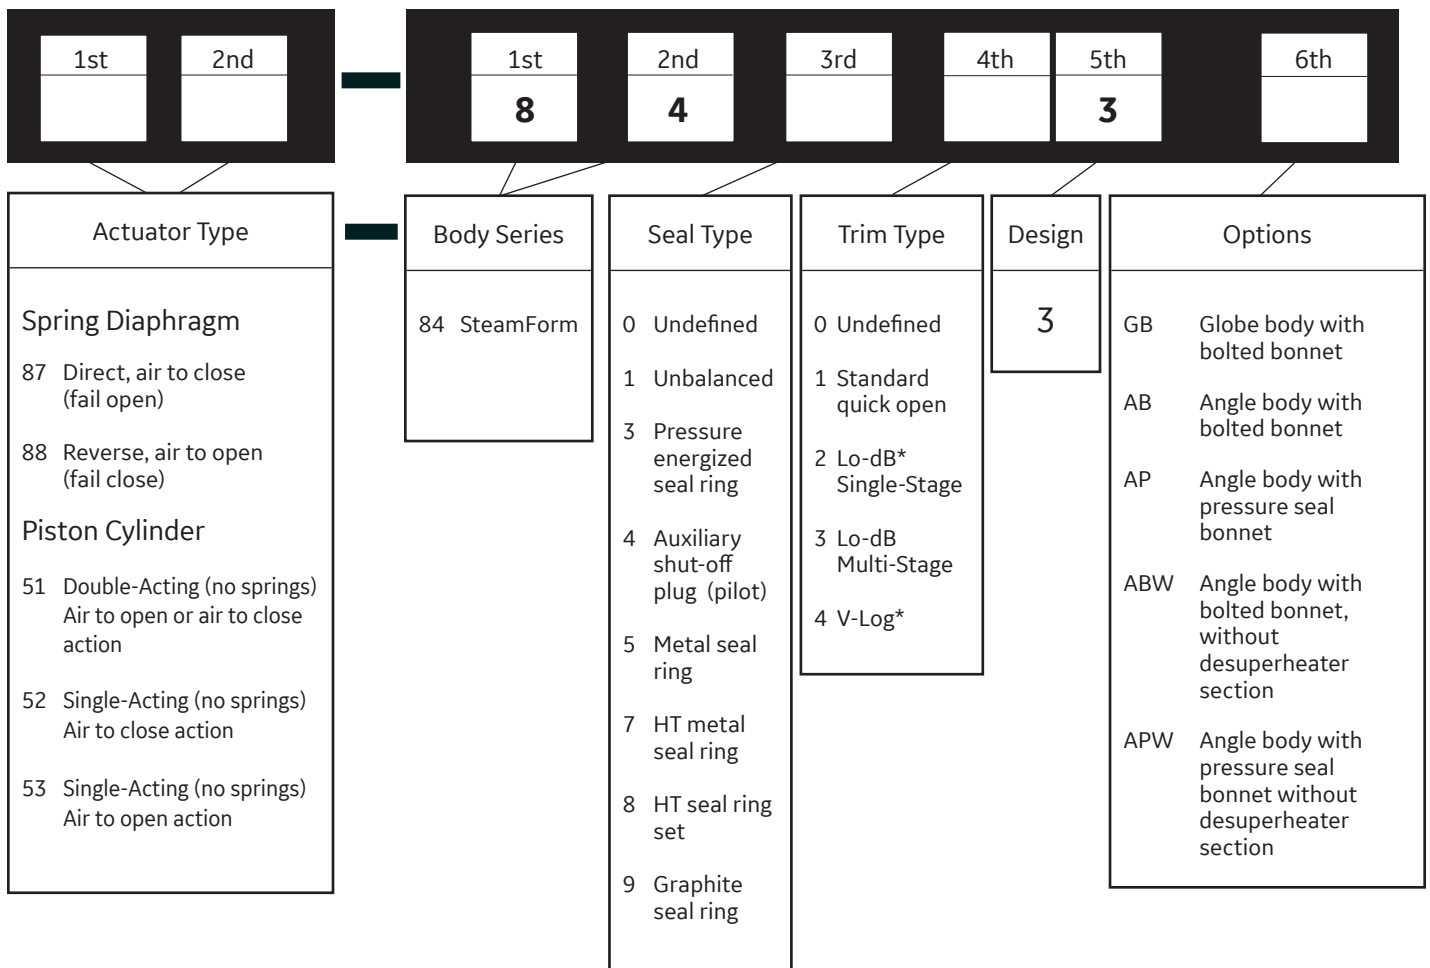 1st
2nd
1st
2nd
3rd
4th
5th
6th
8
4
3
Actuator Type
Spring Diaphragm
87 Direct, air to close
(fail open)
88 Reverse, air to open
(fail close)
Piston Cylinder
51 Double-Acting (no springs)
Air to open or air to close
action
52 Single-Acting (no springs)
Air to close action
53 Single-Acting (no springs)
Air to open action
Body Series
84 SteamForm
Seal Type
0 Undefined
1 Unbalanced
3 Pressure
energized
seal ring
4 Auxiliary
shut-off
plug (pilot)
5 Metal seal
ring
7 HT metal
seal ring
8 HT seal ring
set
9 Graphite
seal ring
Trim Type
0 Undefined
1 Standard
quick open
2 Lo-dB*
Single-Stage
3 Lo-dB
Multi-Stage
4 V-Log*
Design
3
Options
GB Globe body with
bolted bonnet
AB Angle body with
bolted bonnet
AP Angle body with
pressure seal
bonnet
ABW Angle body with
bolted bonnet,
without
desuperheater
section
APW Angle body with
pressure seal
bonnet without
desuperheater
section